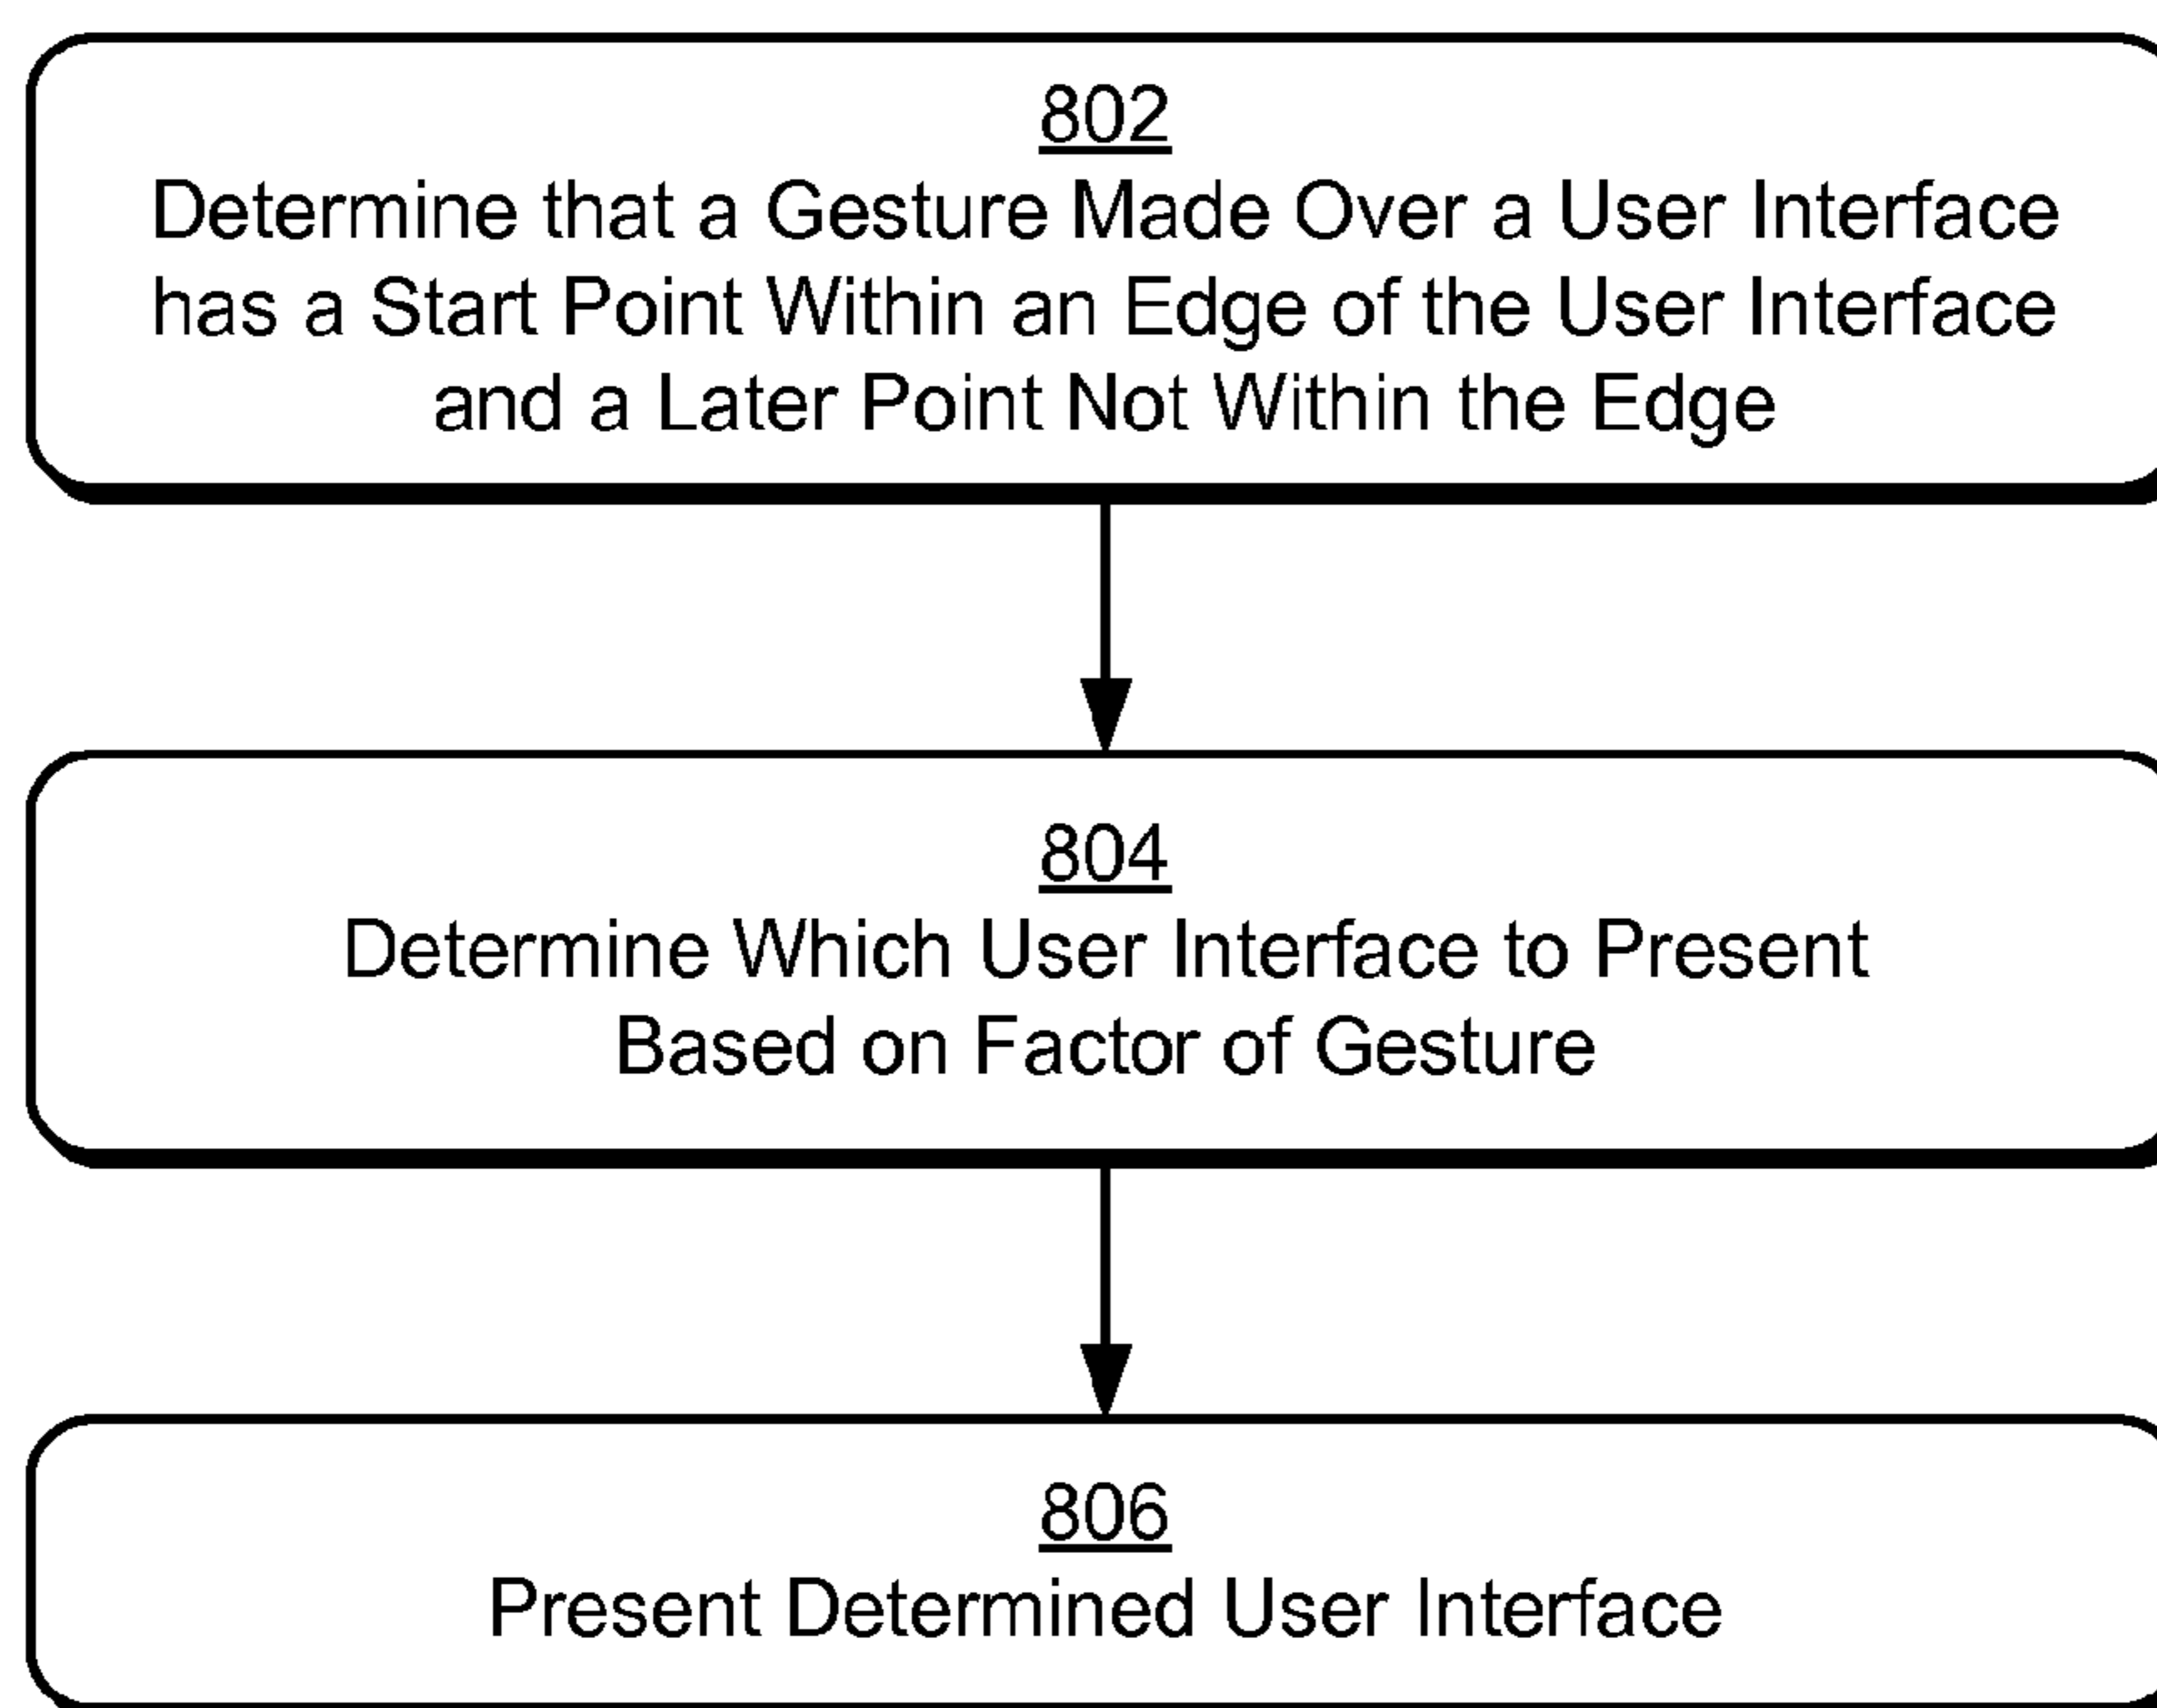 802
Determine that a Gesture Made Over a User Interface
has a Start Point Within an Edge of the User Interface
and a Later Point Not Within the Edge
804
Determine Which User Interface to Present
Based on Factor of Gesture
806
Present Determined User Interface